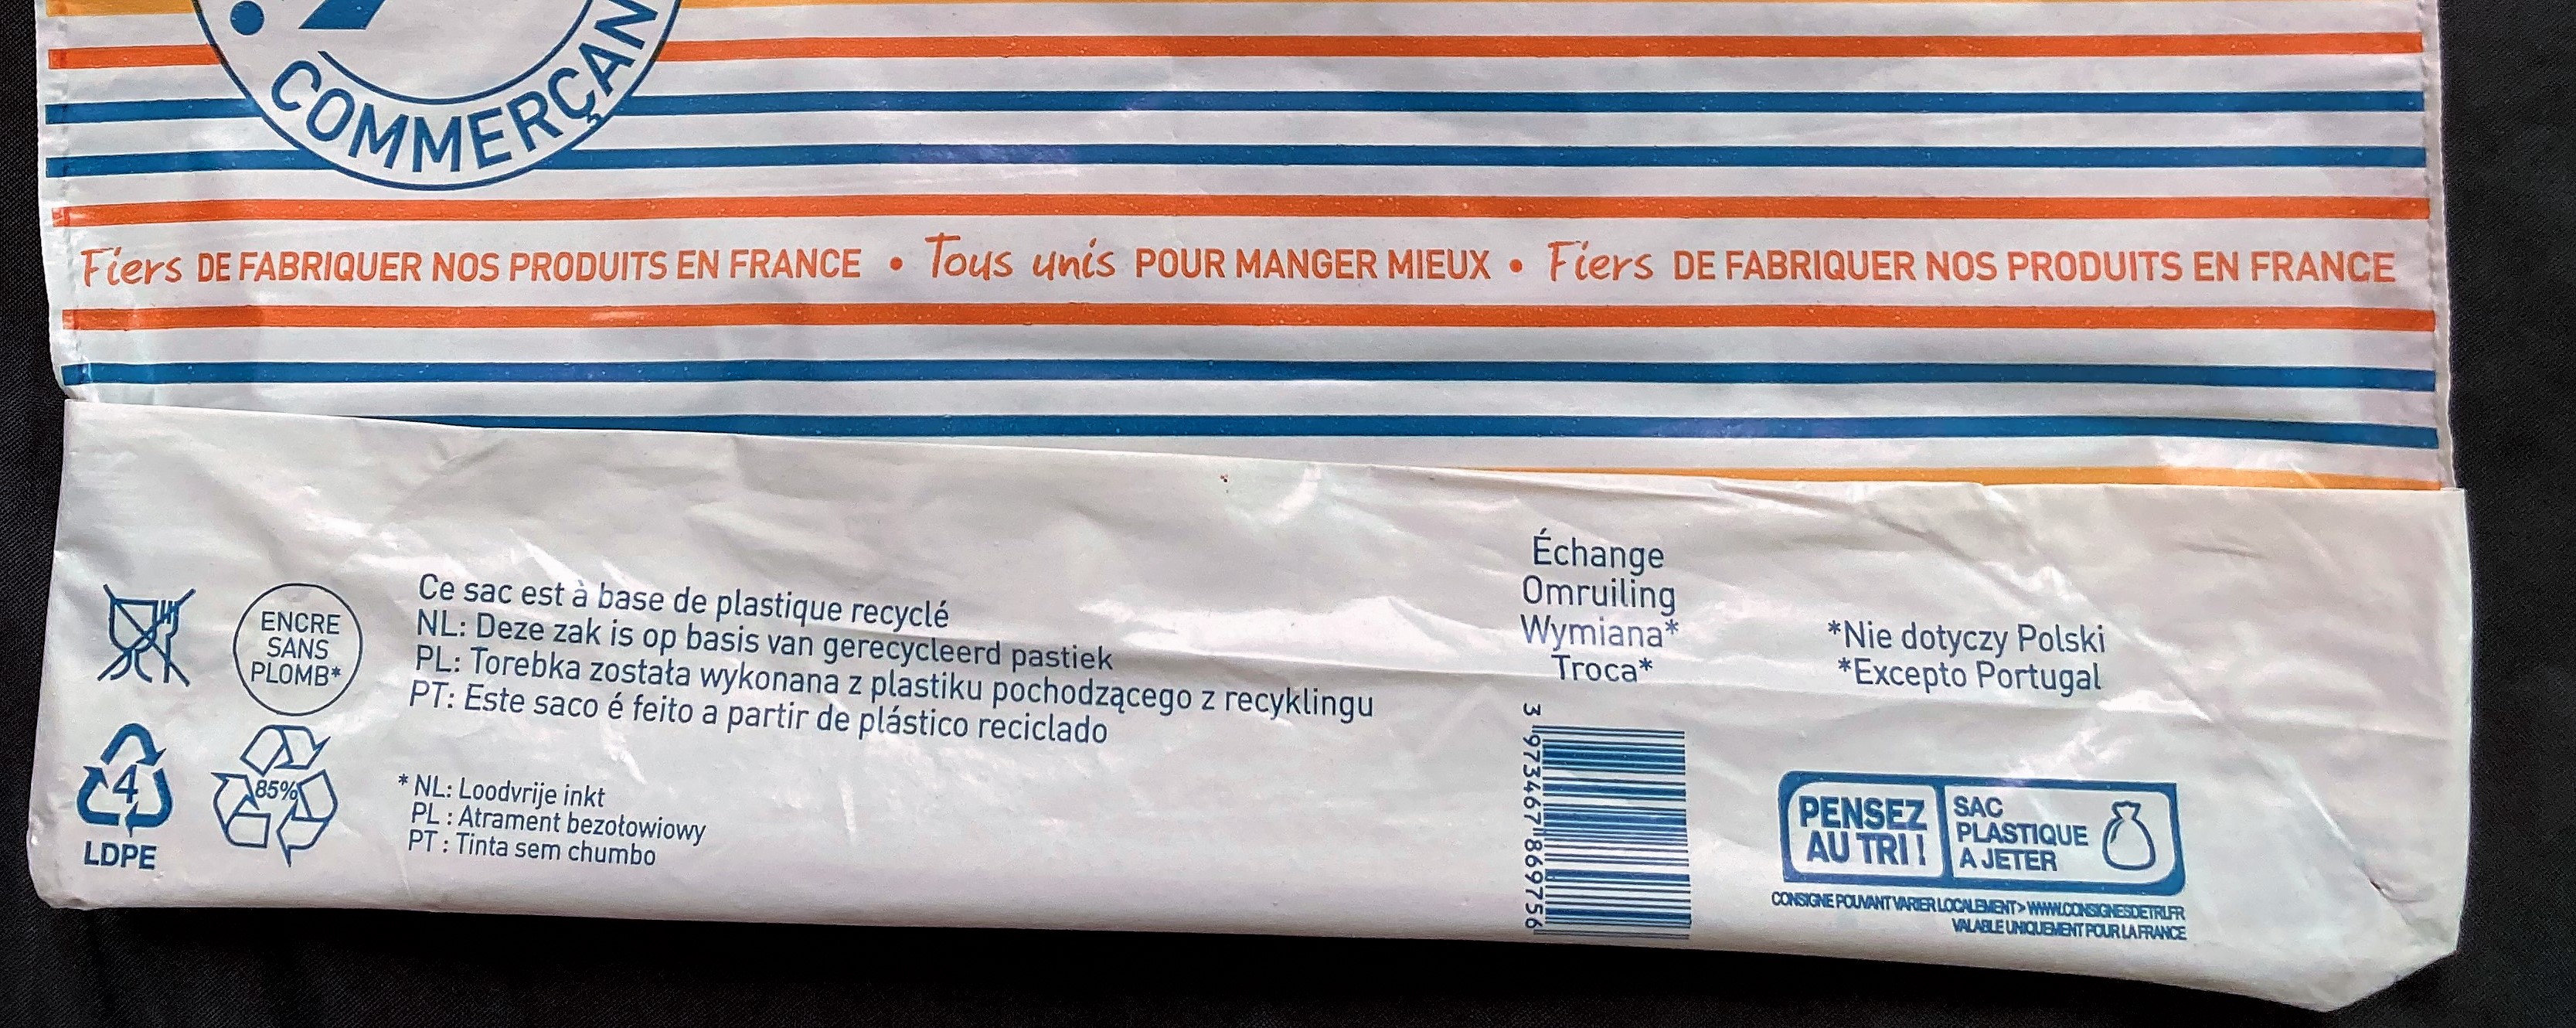 COMMERÇAN
Fiers DE FABRIQUER NOS PRODUITS EN FRANCE • Tous unis POUR MANGER MIEUX • Fiers DE FABRIQUER NOS PRODUITS EN FRANCE
ENCRE
SANS
PLOMB*
4
LDPE
85%
Ce sac est à base de plastique recyclé
NL: Deze zak is op basis van gerecycleerd pastiek
PL: Torebka została wykonana z plastiku pochodzącego z recyklingu
PT: Este saco é feito a partir de plástico reciclado
* NL: Loodvrije inkt
PL : Atrament bezołowiowy
PT : Tinta sem chumbo
Échange
Omruiling
Wymiana*
Troca*
3 973467 869756
*Nie dotyczy Polski
*Excepto Portugal
PENSEZ
AU TRI !
SAC
PLASTIQUE
A JETER
CONSIGNE POUVANT VARIER LOCALEMENT > WWW.CONSIGNESDETRI.FR
VALABLE UNIQUEMENT POUR LA FRANCE